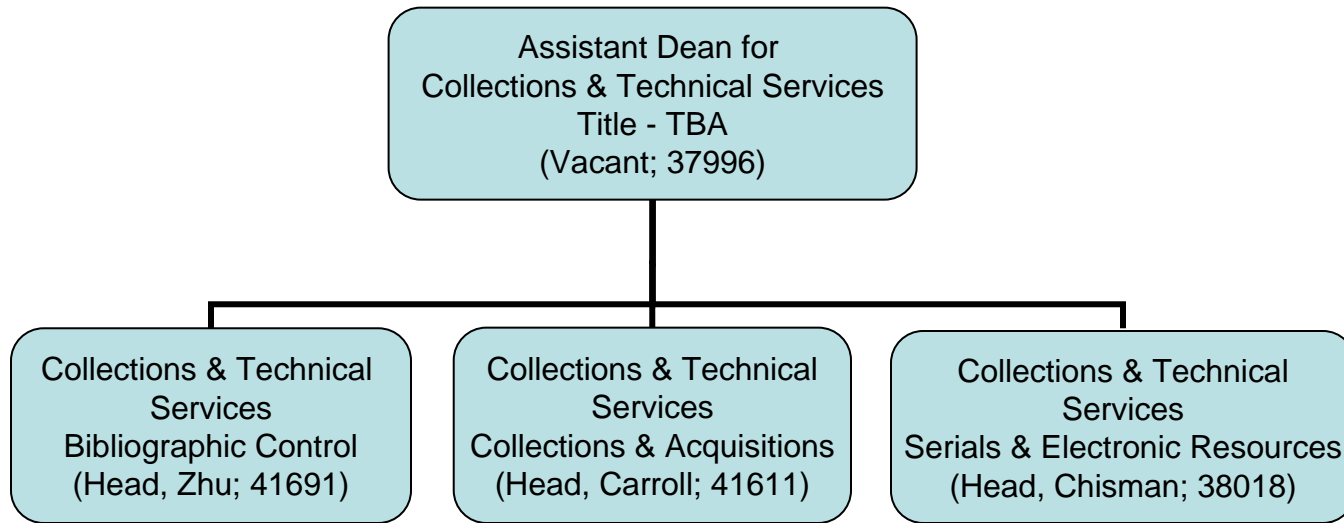 Assistant Dean for
Collections & Technical Services
Title - TBA
(Vacant; 37996)
Collections & Technical
Services
Bibliographic Control
(Head, Zhu; 41691)
Collections & Technical
Services
Collections & Acquisitions
(Head, Carroll; 41611)
Collections & Technical
Services
Serials & Electronic Resources
(Head, Chisman; 38018)